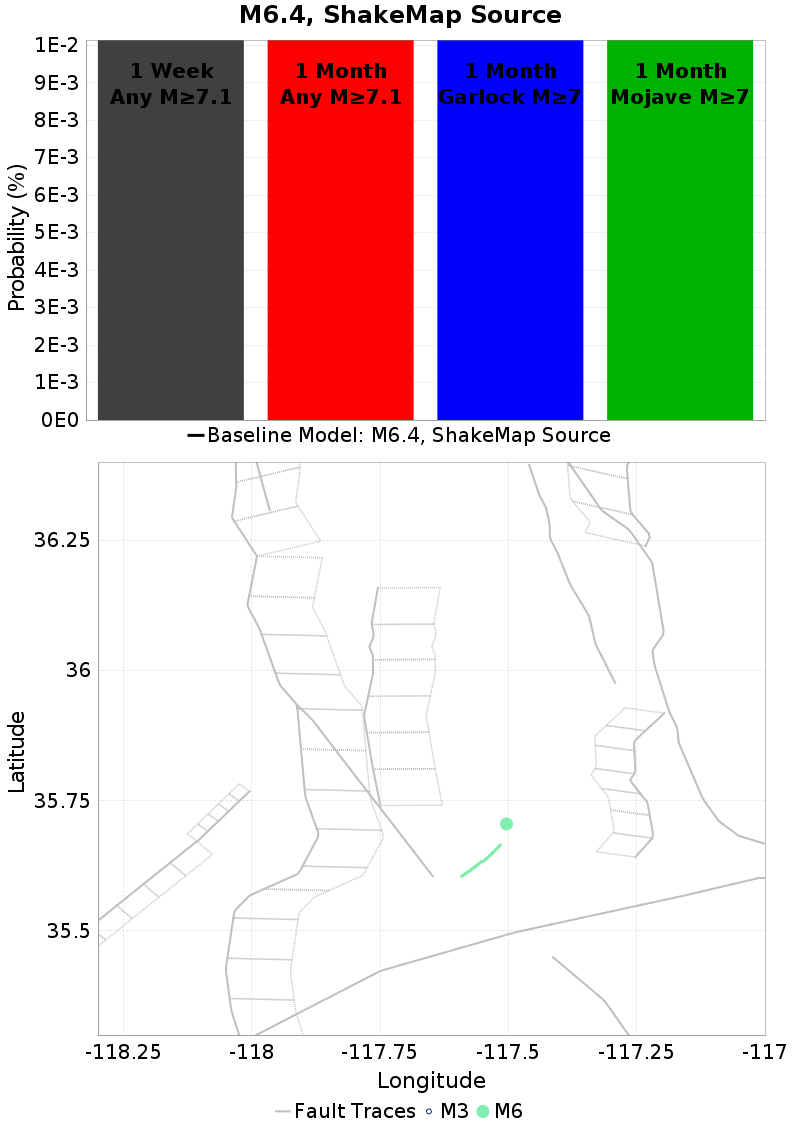 M6.4, ShakeMap Source
1E-2
9E-3
8E-3
7E-3
6E-3
5E-3
4E-3
3E-3
2E-3
1E-3
0E0
Probability (%)
1 Week
Any M≥7.1
1 Month
Any M≥7.1
1 Month
Garlock M≥7
1 Month
Mojave M≥7
Baseline Model: M6.4, ShakeMap Source
36.25
36
35.75
35.5
Latitude
-118.25 -118 -117.75 -117.5 -117.25 -117
Longitude
Fault Traces M3 M6